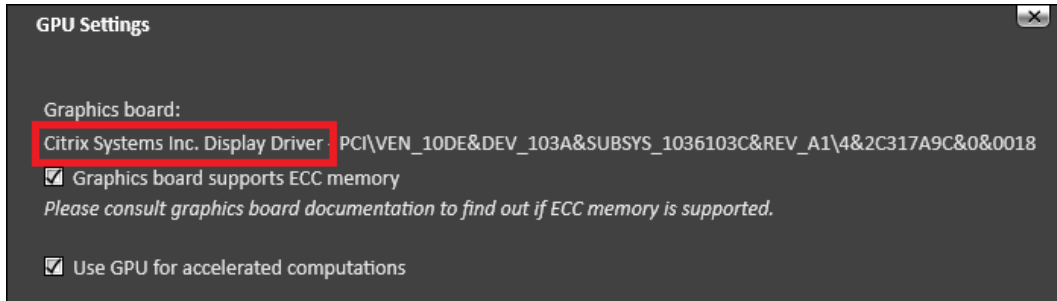 GPU Settings
Graphics board:
Citrix Systems Inc. Display Driver - PCI\VEN_10DE&DEV_103A&SUBSYS_1036103C&REV_A1\4&2C317A9C&0&0018
Graphics board supports ECC memory
Please consult graphics board documentation to find out if ECC memory is supported.
Use GPU for accelerated computations